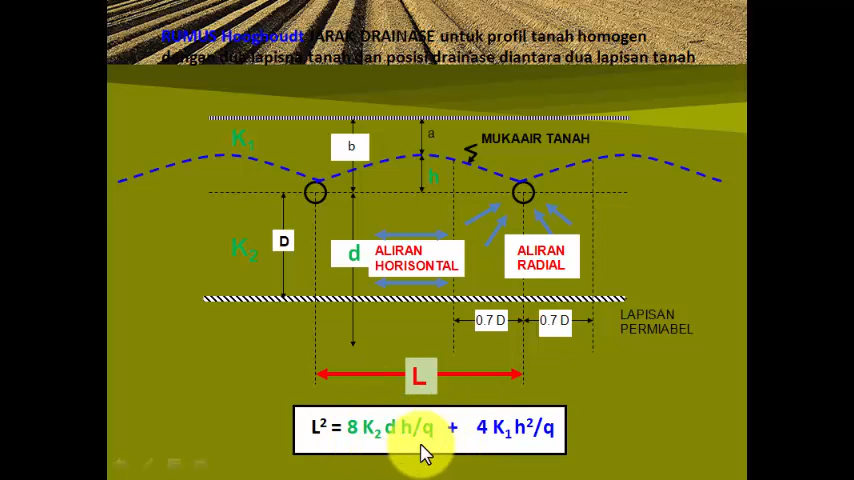 RUMUS Hooghoudt JARAK DRAINASE untuk profil tanah homogen
dengan dua lapisna tanah dan posisi drainase diantara dua lapisan tanah
K1
b
a
MUKAAIR TANAH
h
K2
D
d
ALIRAN
HORISONTAL
ALIRAN
RADIAL
0.7 D
0.7 D
LAPISAN
PERMIABEL
L
L² = 8 K₂ d h/q + 4 K₁ h²/q